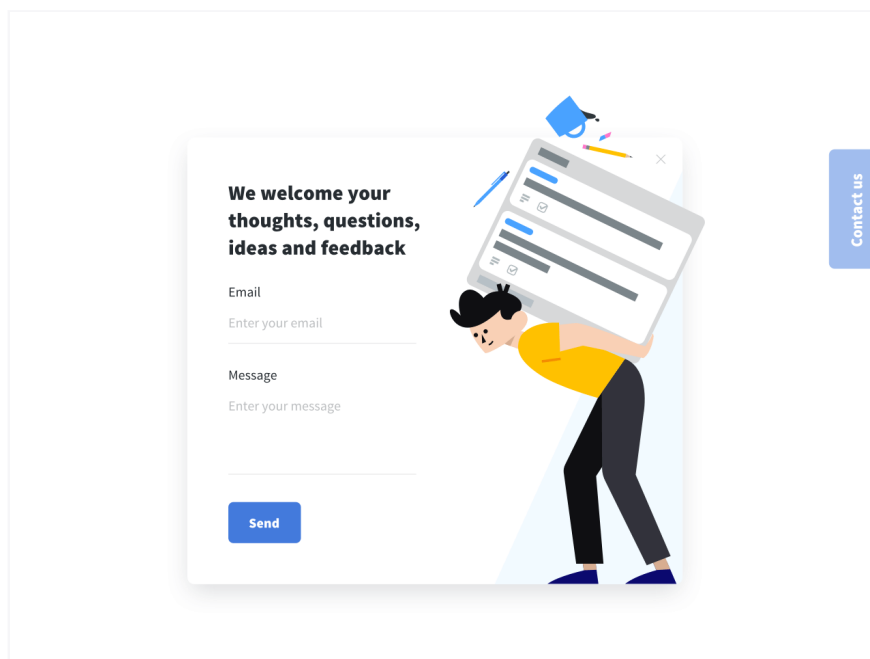 We welcome your
thoughts, questions,
ideas and feedback
Email
Enter your email
Message
Enter your message
Send
Contact us